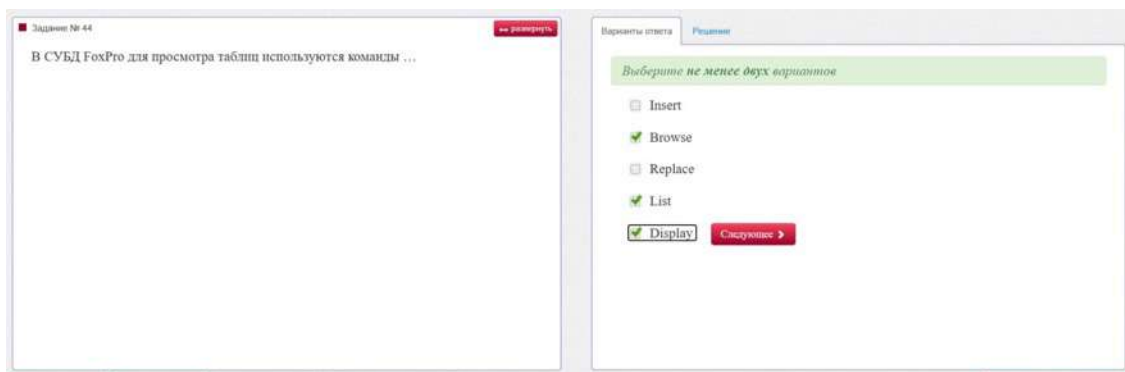 Задание № 44
развернуть
В СУБД FoxPro для просмотра таблиц используются команды …
Варианты ответа
Решение
Выберите не менее двух вариантов
Insert
Browse
Replace
List
Display
Следующее